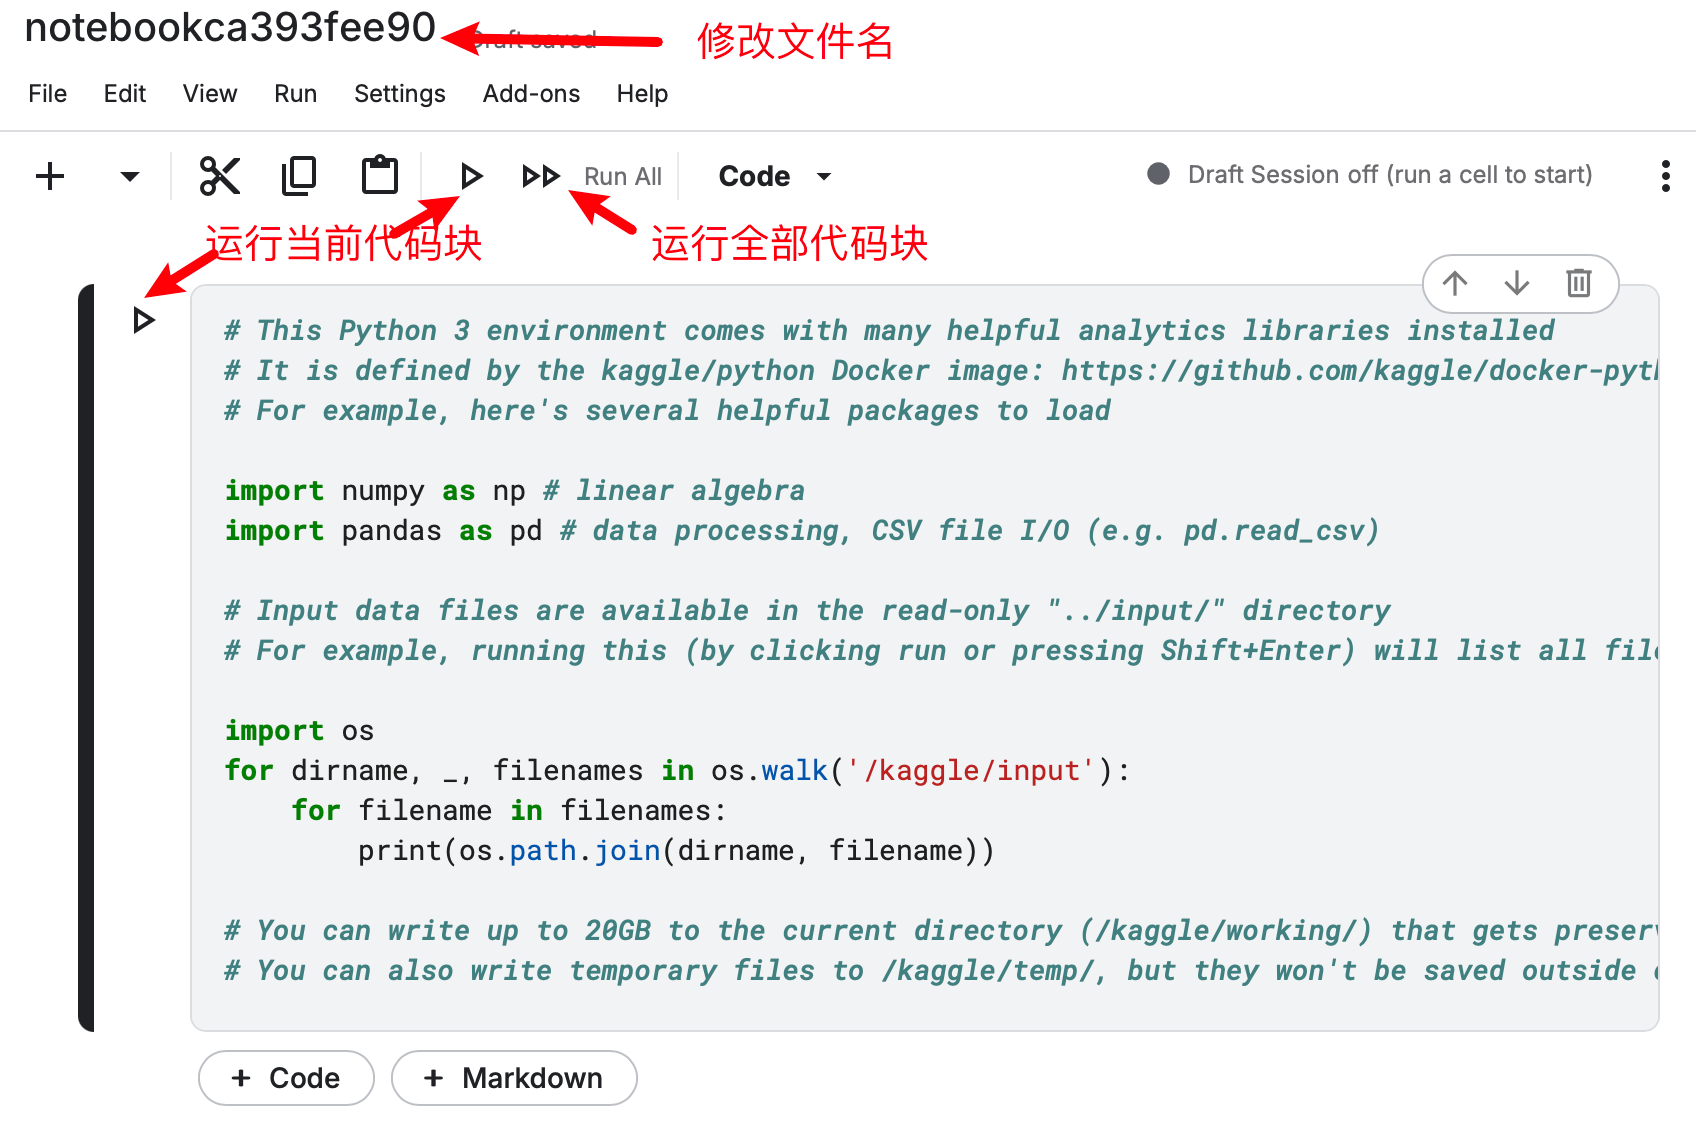 notebookca393fee90 Draft saved 修改文件名
File Edit View Run Settings Add-ons Help
Run All Code Draft Session off (run a cell to start)
运行当前代码块 运行全部代码块
# This Python 3 environment comes with many helpful analytics libraries installed
# It is defined by the kaggle/python Docker image: https://github.com/kaggle/docker-pyt
# For example, here's several helpful packages to load
import numpy as np # linear algebra
import pandas as pd # data processing, CSV file I/O (e.g. pd.read_csv)
# Input data files are available in the read-only "../input/" directory
# For example, running this (by clicking run or pressing Shift+Enter) will list all fil
import os
for dirname, _, filenames in os.walk('/kaggle/input'):
    for filename in filenames:
        print(os.path.join(dirname, filename))
# You can write up to 20GB to the current directory (/kaggle/working/) that gets preser
# You can also write temporary files to /kaggle/temp/, but they won't be saved outside
+ Code + Markdown